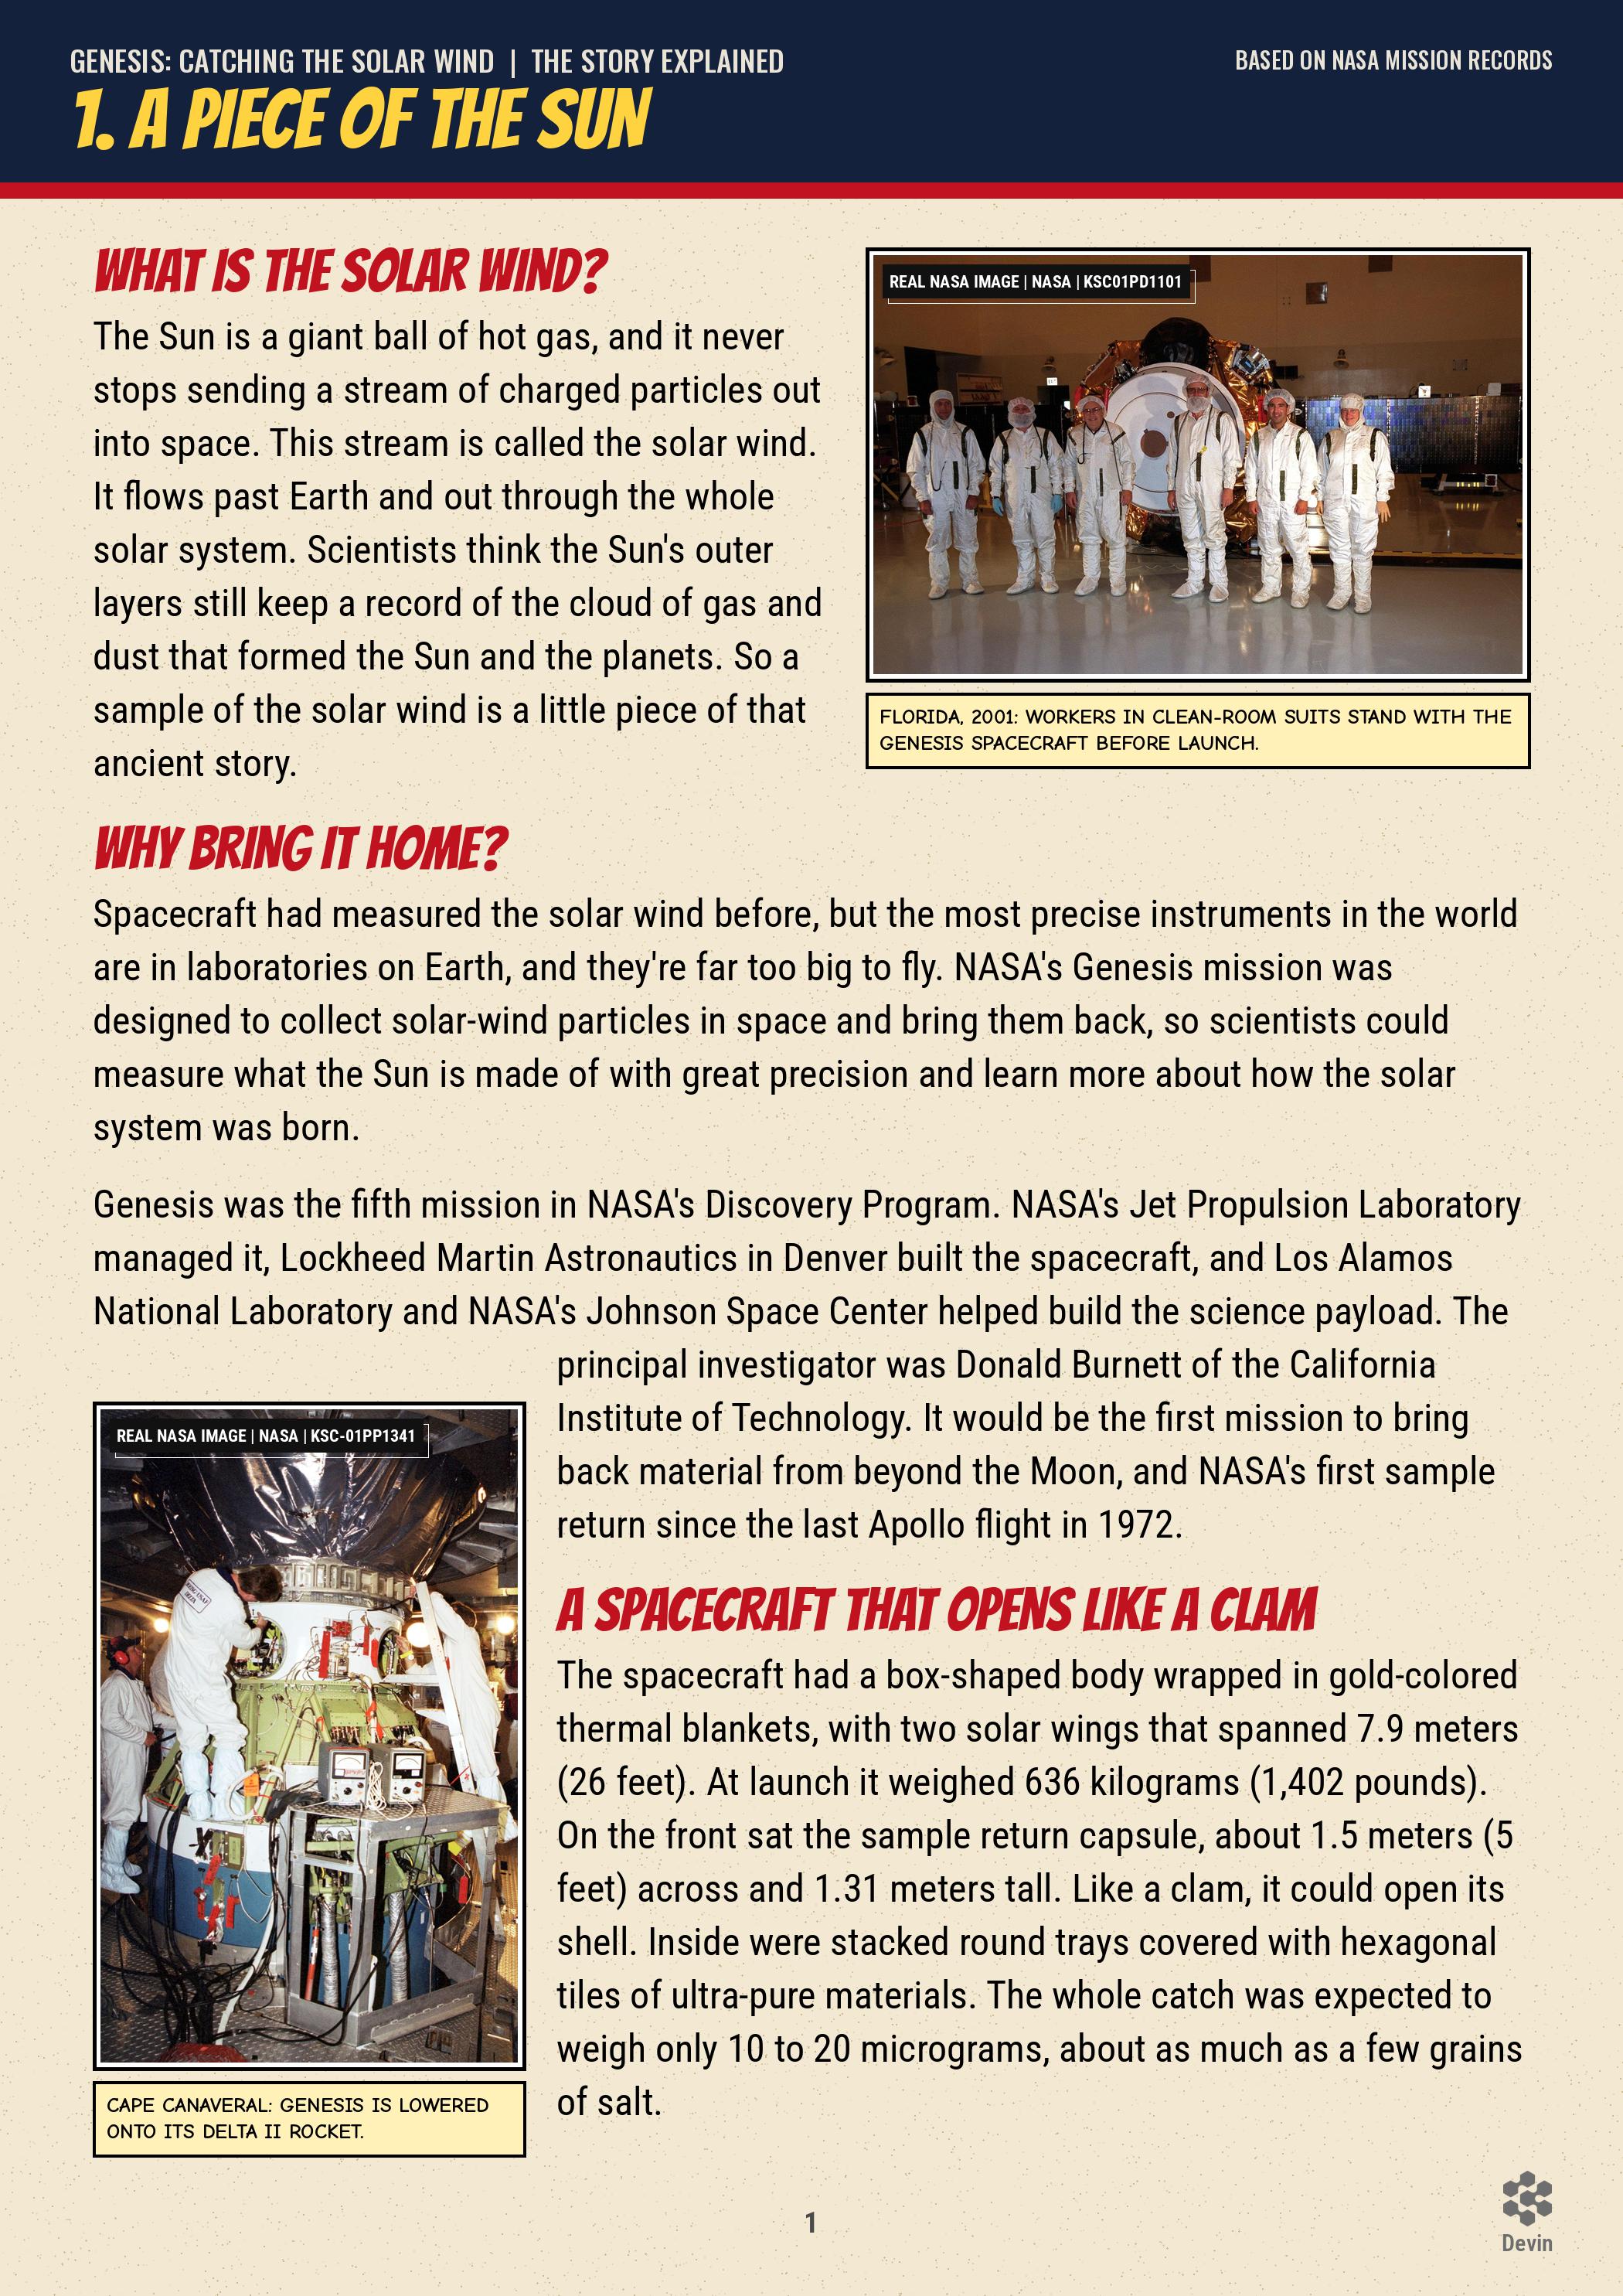 GENESIS: CATCHING THE SOLAR WIND | THE STORY EXPLAINED
BASED ON NASA MISSION RECORDS
1. A PIECE OF THE SUN
WHAT IS THE SOLAR WIND?
The Sun is a giant ball of hot gas, and it never
stops sending a stream of charged particles out
into space. This stream is called the solar wind.
It flows past Earth and out through the whole
solar system. Scientists think the Sun's outer
layers still keep a record of the cloud of gas and
dust that formed the Sun and the planets. So a
sample of the solar wind is a little piece of that
ancient story.
REAL NASA IMAGE | NASA | KSC01PD1101
FLORIDA, 2001: WORKERS IN CLEAN-ROOM SUITS STAND WITH THE
GENESIS SPACECRAFT BEFORE LAUNCH.
WHY BRING IT HOME?
Spacecraft had measured the solar wind before, but the most precise instruments in the world
are in laboratories on Earth, and they're far too big to fly. NASA's Genesis mission was
designed to collect solar-wind particles in space and bring them back, so scientists could
measure what the Sun is made of with great precision and learn more about how the solar
system was born.
Genesis was the fifth mission in NASA's Discovery Program. NASA's Jet Propulsion Laboratory
managed it, Lockheed Martin Astronautics in Denver built the spacecraft, and Los Alamos
National Laboratory and NASA's Johnson Space Center helped build the science payload. The
principal investigator was Donald Burnett of the California
Institute of Technology. It would be the first mission to bring
back material from beyond the Moon, and NASA's first sample
return since the last Apollo flight in 1972.
REAL NASA IMAGE | NASA | KSC-01PP1341
CAPE CANAVERAL: GENESIS IS LOWERED
ONTO ITS DELTA II ROCKET.
A SPACECRAFT THAT OPENS LIKE A CLAM
The spacecraft had a box-shaped body wrapped in gold-colored
thermal blankets, with two solar wings that spanned 7.9 meters
(26 feet). At launch it weighed 636 kilograms (1,402 pounds).
On the front sat the sample return capsule, about 1.5 meters (5
feet) across and 1.31 meters tall. Like a clam, it could open its
shell. Inside were stacked round trays covered with hexagonal
tiles of ultra-pure materials. The whole catch was expected to
weigh only 10 to 20 micrograms, about as much as a few grains
of salt.
1
Devin